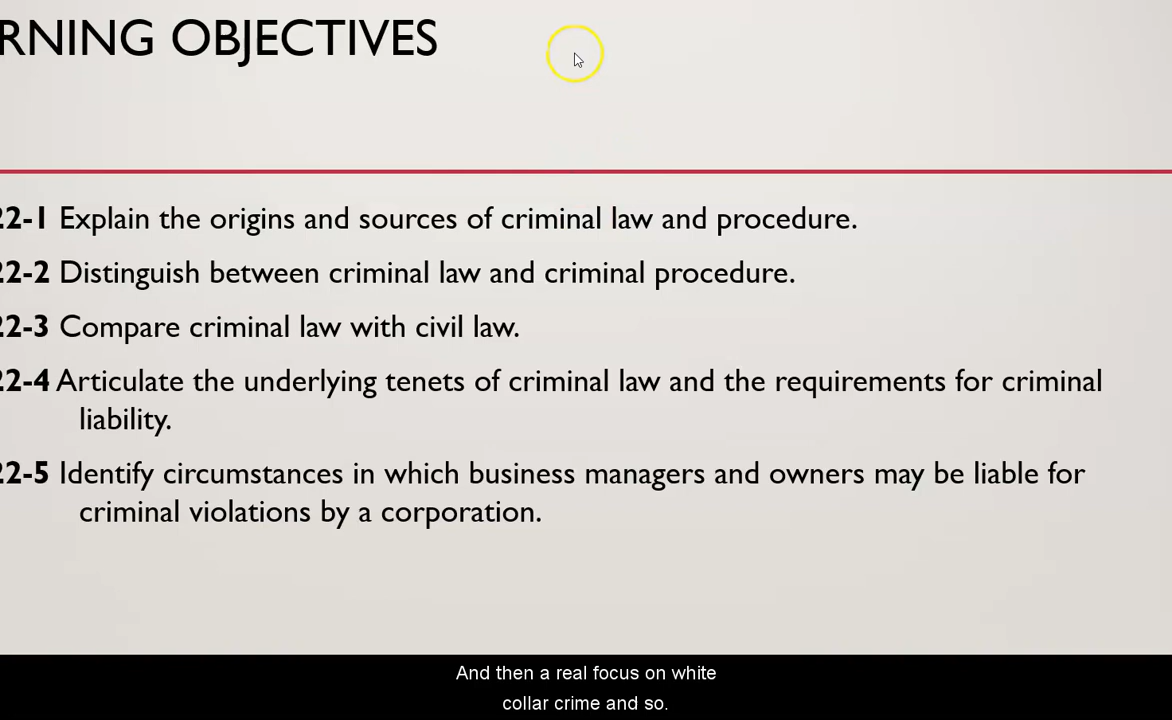 RNING OBJECTIVES
22-1 Explain the origins and sources of criminal law and procedure.
22-2 Distinguish between criminal law and criminal procedure.
22-3 Compare criminal law with civil law.
22-4 Articulate the underlying tenets of criminal law and the requirements for criminal
liability.
22-5 Identify circumstances in which business managers and owners may be liable for
criminal violations by a corporation.
And then a real focus on white
collar crime and so.